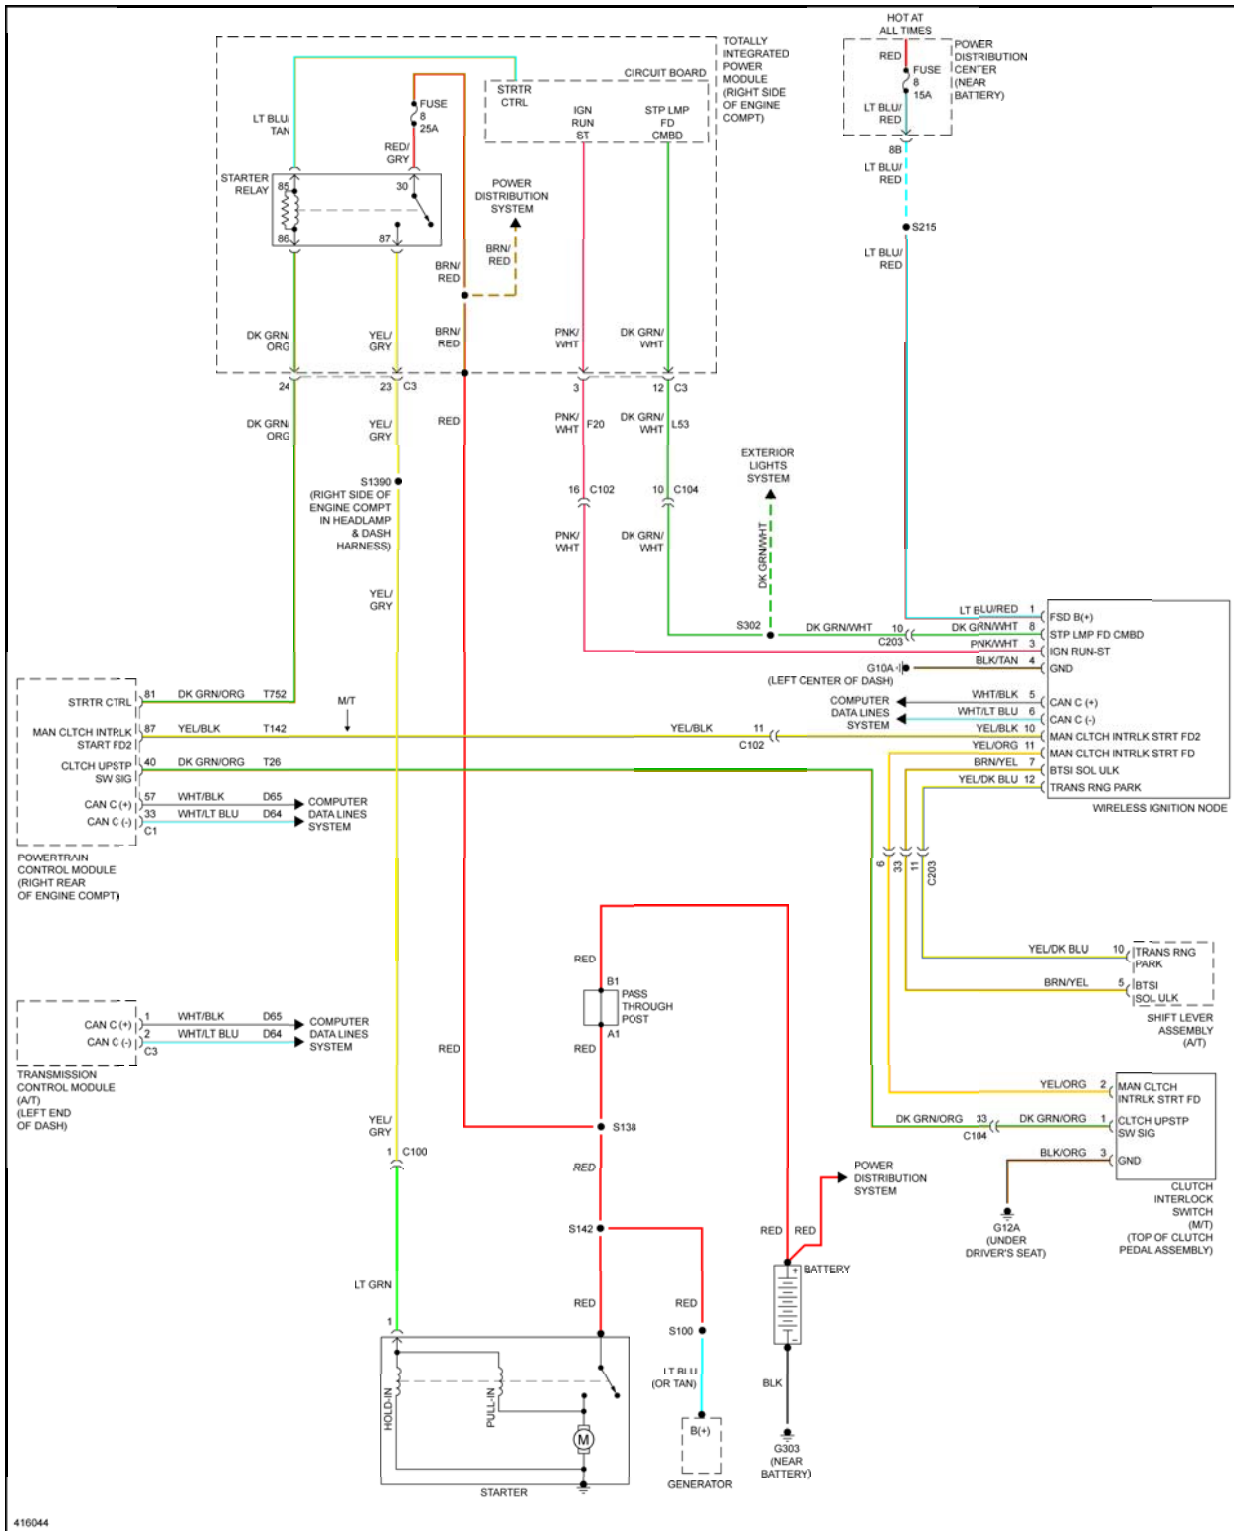 HOT AT
ALL TIMES
RED
FUSE
8
15A
POWER
DISTRIBUTION
CENTER
(NEAR
BATTERY)
LT BLU/
RED
8B
LT BLU/
RED
S215
LT BLU/
RED
TOTALLY
INTEGRATED
POWER
MODULE
(RIGHT SIDE
OF ENGINE
COMPT)
CIRCUIT BOARD
STRTR
CTRL
IGN
RUN
ST
STP LMP
FD
CMBD
LT BLU/
TAN
FUSE
8
25A
RED/
GRY
STARTER
RELAY
85
30
86
87
POWER
DISTRIBUTION
SYSTEM
BRN/
RED
BRN/
RED
DK GRN/
ORG
YEL/
GRY
BRN/
RED
PNK/
WHT
DK GRN/
WHT
24
23
C3
3
12
C3
DK GRN/
ORG
YEL/
GRY
RED
PNK/
WHT
F20
DK GRN/
WHT
L53
S1390
(RIGHT SIDE OF
ENGINE COMPT
IN HEADLAMP
& DASH
HARNESS)
16
C102
10
C104
EXTERIOR
LIGHTS
SYSTEM
PNK/
WHT
DK GRN/
WHT
DK GRN/WHT
YEL/
GRY
S302
DK GRN/WHT
10
C203
LT BLU/RED 1 FSD B(+)
DK GRN/WHT 8 STP LMP FD CMBD
PNK/WHT 3 IGN RUN-ST
BLK/TAN 4 GND
G10A
(LEFT CENTER OF DASH)
COMPUTER
DATA LINES
SYSTEM
WHT/BLK 5 CAN C (+)
WHT/LT BLU 6 CAN C (-)
YEL/BLK 10 MAN CLTCH INTRLK STRT FD2
YEL/ORG 11 MAN CLTCH INTRLK STRT FD
BRN/YEL 7 BTSI SOL ULK
YEL/DK BLU 12 TRANS RNG PARK
WIRELESS IGNITION NODE
STRTR CTRL 81 DK GRN/ORG T752
M/T
MAN CLTCH INTRLK
START FD2
87 YEL/BLK T142
YEL/BLK
11
C102
CLTCH UPSTP
SW SIG
40 DK GRN/ORG T26
CAN C (+) 57 WHT/BLK D65
CAN C (-) 33 WHT/LT BLU D64
C1
COMPUTER
DATA LINES
SYSTEM
POWERTRAIN
CONTROL MODULE
(RIGHT REAR
OF ENGINE COMPT)
6
33
11
C203
RED
B1
PASS
THROUGH
POST
A1
RED
YEL/DK BLU 10 TRANS RNG
PARK
BRN/YEL 5 BTSI
SOL ULK
SHIFT LEVER
ASSEMBLY
(A/T)
CAN C (+) 1 WHT/BLK D65
CAN C (-) 2 WHT/LT BLU D64
C3
COMPUTER
DATA LINES
SYSTEM
TRANSMISSION
CONTROL MODULE
(A/T)
(LEFT END
OF DASH)
RED
YEL/ORG 2 MAN CLTCH
INTRLK STRT FD
DK GRN/ORG 33
C104
DK GRN/ORG 1 CLTCH UPSTP
SW SIG
BLK/ORG 3 GND
CLUTCH
INTERLOCK
SWITCH
(M/T)
(TOP OF CLUTCH
PEDAL ASSEMBLY)
G12A
(UNDER
DRIVER'S SEAT)
YEL/
GRY
1
C100
S138
RED
POWER
DISTRIBUTION
SYSTEM
S142
RED
RED
+
BATTERY
-
LT GRN
RED
RED
1
S100
LT BLU
(OR TAN)
BLK
HOLD-IN
PULL-IN
M
STARTER
B(+)
GENERATOR
G303
(NEAR
BATTERY)
416044